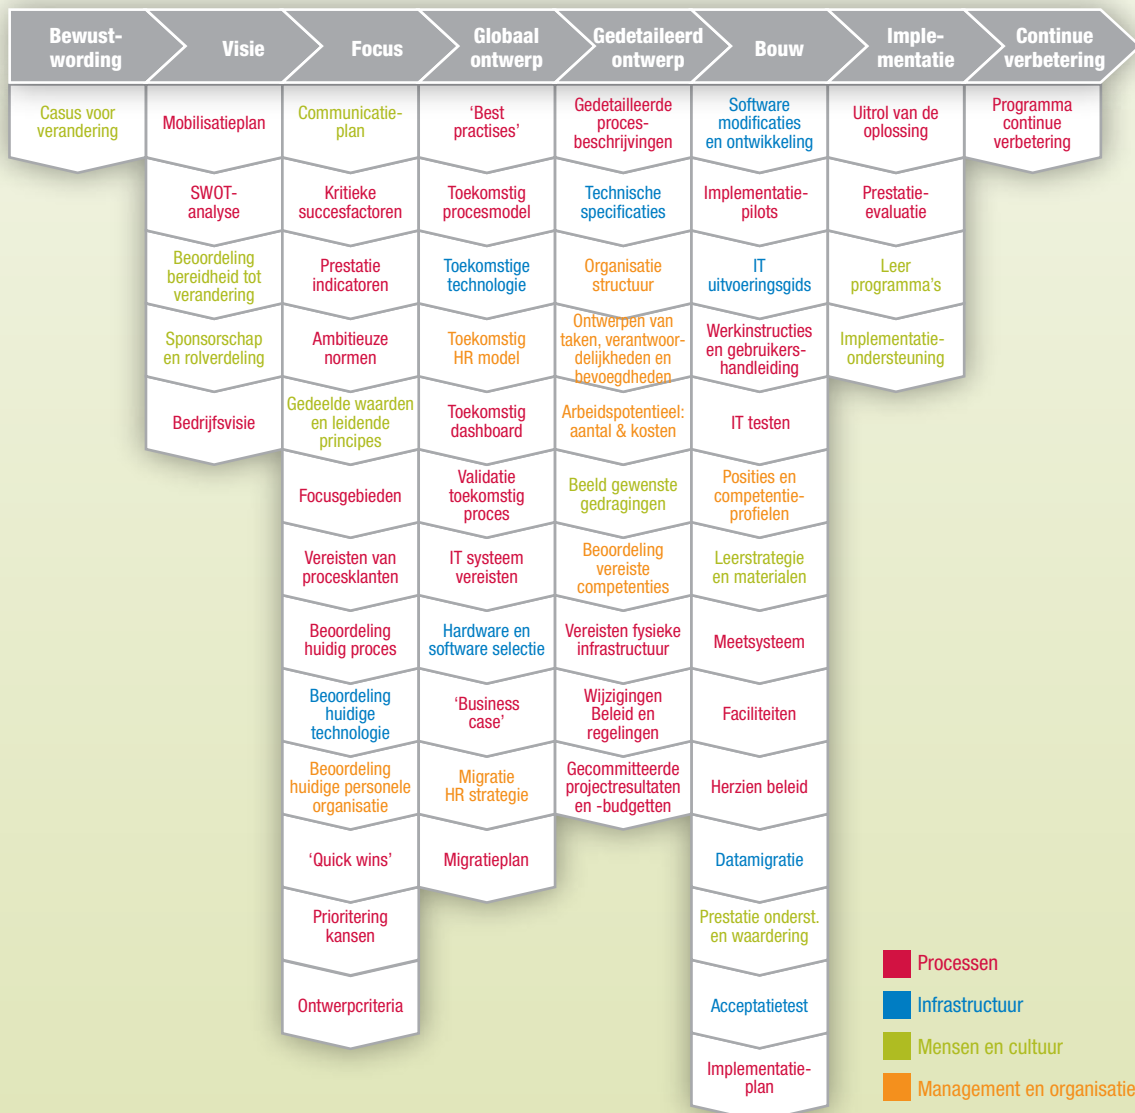 Bewust-
wording
Visie
Focus
Globaal
ontwerp
Gedetaileerd
ontwerp
Bouw
Imple-
mentatie
Continue
verbetering
Casus voor
verandering
Mobilisatieplan
SWOT-
analyse
Beoordeling
bereidheid tot
verandering
Sponsorschap
en rolverdeling
Bedrijfsvisie
Communicatie-
plan
Kritieke
succesfactoren
Prestatie
indicatoren
Ambitieuze
normen
Gedeelde waarden
en leidende
principes
Focusgebieden
Vereisten van
procesklanten
Beoordeling
huidig proces
Beoordeling
huidige
technologie
Beoordeling
huidige personele
organisatie
‘Quick wins’
Prioritering
kansen
Ontwerpcriteria
‘Best
practises’
Toekomstig
procesmodel
Toekomstige
technologie
Toekomstig
HR model
Toekomstig
dashboard
Validatie
toekomstig
proces
IT systeem
vereisten
Hardware en
software selectie
‘Business
case’
Migratie
HR strategie
Migratieplan
Gedetailleerde
proces-
beschrijvingen
Technische
specificaties
Organisatie
structuur
Ontwerpen van
taken, verantwoor-
delijkheden en
bevoegdheden
Arbeidspotentieel:
aantal & kosten
Beeld gewenste
gedragingen
Beoordeling
vereiste
competenties
Vereisten fysieke
infrastructuur
Wijzigingen
Beleid en
regelingen
Gecommitteerde
projectresultaten
en -budgetten
Software
modificaties
en ontwikkeling
Implementatie-
pilots
IT
uitvoeringsgids
Werkinstructies
en gebruikers-
handleiding
IT testen
Posities en
competentie-
profielen
Leerstrategie
en materialen
Meetsysteem
Faciliteiten
Herzien beleid
Datamigratie
Prestatie onderst.
en waardering
Acceptatietest
Implementatie-
plan
Uitrol van de
oplossing
Prestatie-
evaluatie
Leer
programma’s
Implementatie-
ondersteuning
Programma
continue
verbetering
Processen
Infrastructuur
Mensen en cultuur
Management en organisatie